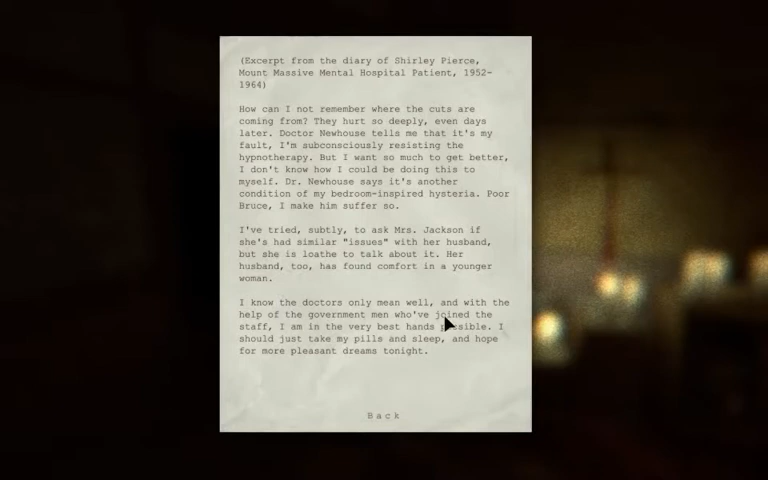 (Excerpt from the diary of Shirley Pierce,
Mount Massive Mental Hospital Patient, 1952-
1964)
How can I not remember where the cuts are
coming from? They hurt so deeply, even days
later. Doctor Newhouse tells me that it's my
fault, I'm subconsciously resisting the
hypnotherapy. But I want so much to get better,
I don't know how I could be doing this to
myself. Dr. Newhouse says it's another
condition of my bedroom-inspired hysteria. Poor
Bruce, I make him suffer so.
I've tried, subtly, to ask Mrs. Jackson if
she's had similar "issues" with her husband,
but she is loathe to talk about it. Her
husband, too, has found comfort in a younger
woman.
I know the doctors only mean well, and with the
help of the government men who've joined the
staff, I am in the very best hands possible. I
should just take my pills and sleep, and hope
for more pleasant dreams tonight.
Back